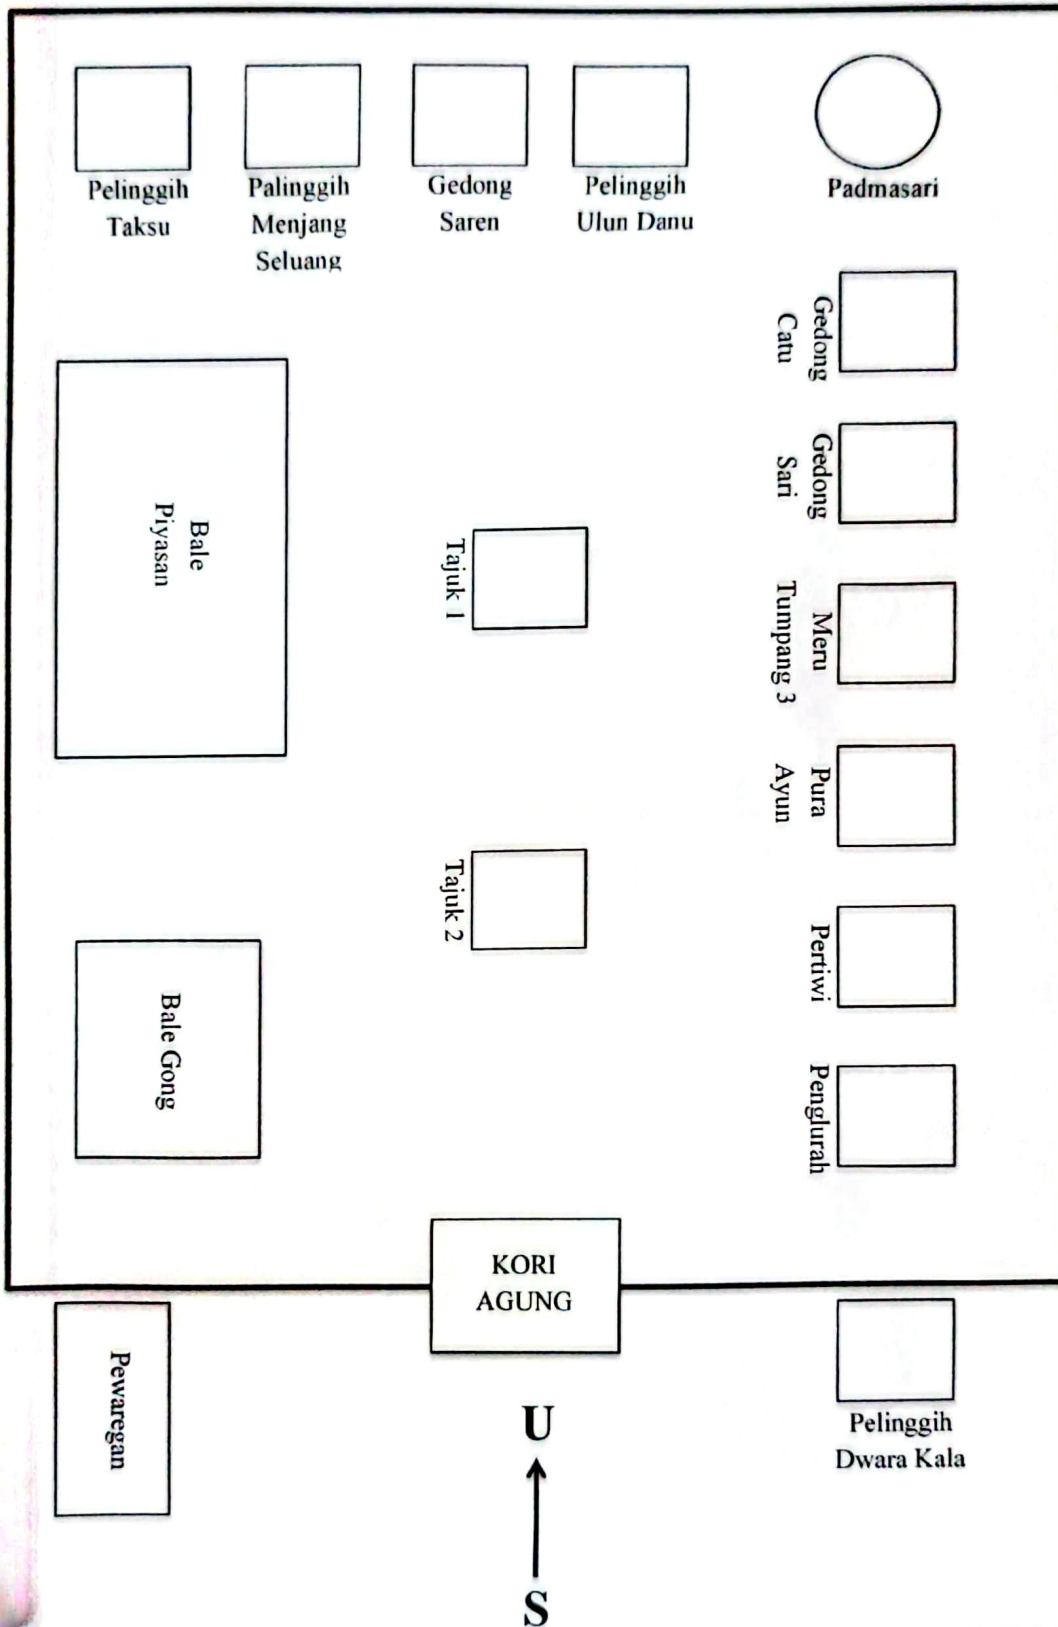 Pelinggih
Taksu
Palinggih
Menjang
Seluang
Gedong
Saren
Pelinggih
Ulun Danu
Padmasari
Gedong
Catu
Gedong
Sari
Meru
Tumpang 3
Pura
Ayun
Pertiwi
Penglurah
Bale
Piyasan
Tajuk 1
Tajuk 2
Bale Gong
KORI
AGUNG
Pewaregan
U
S
Pelinggih
Dwara Kala